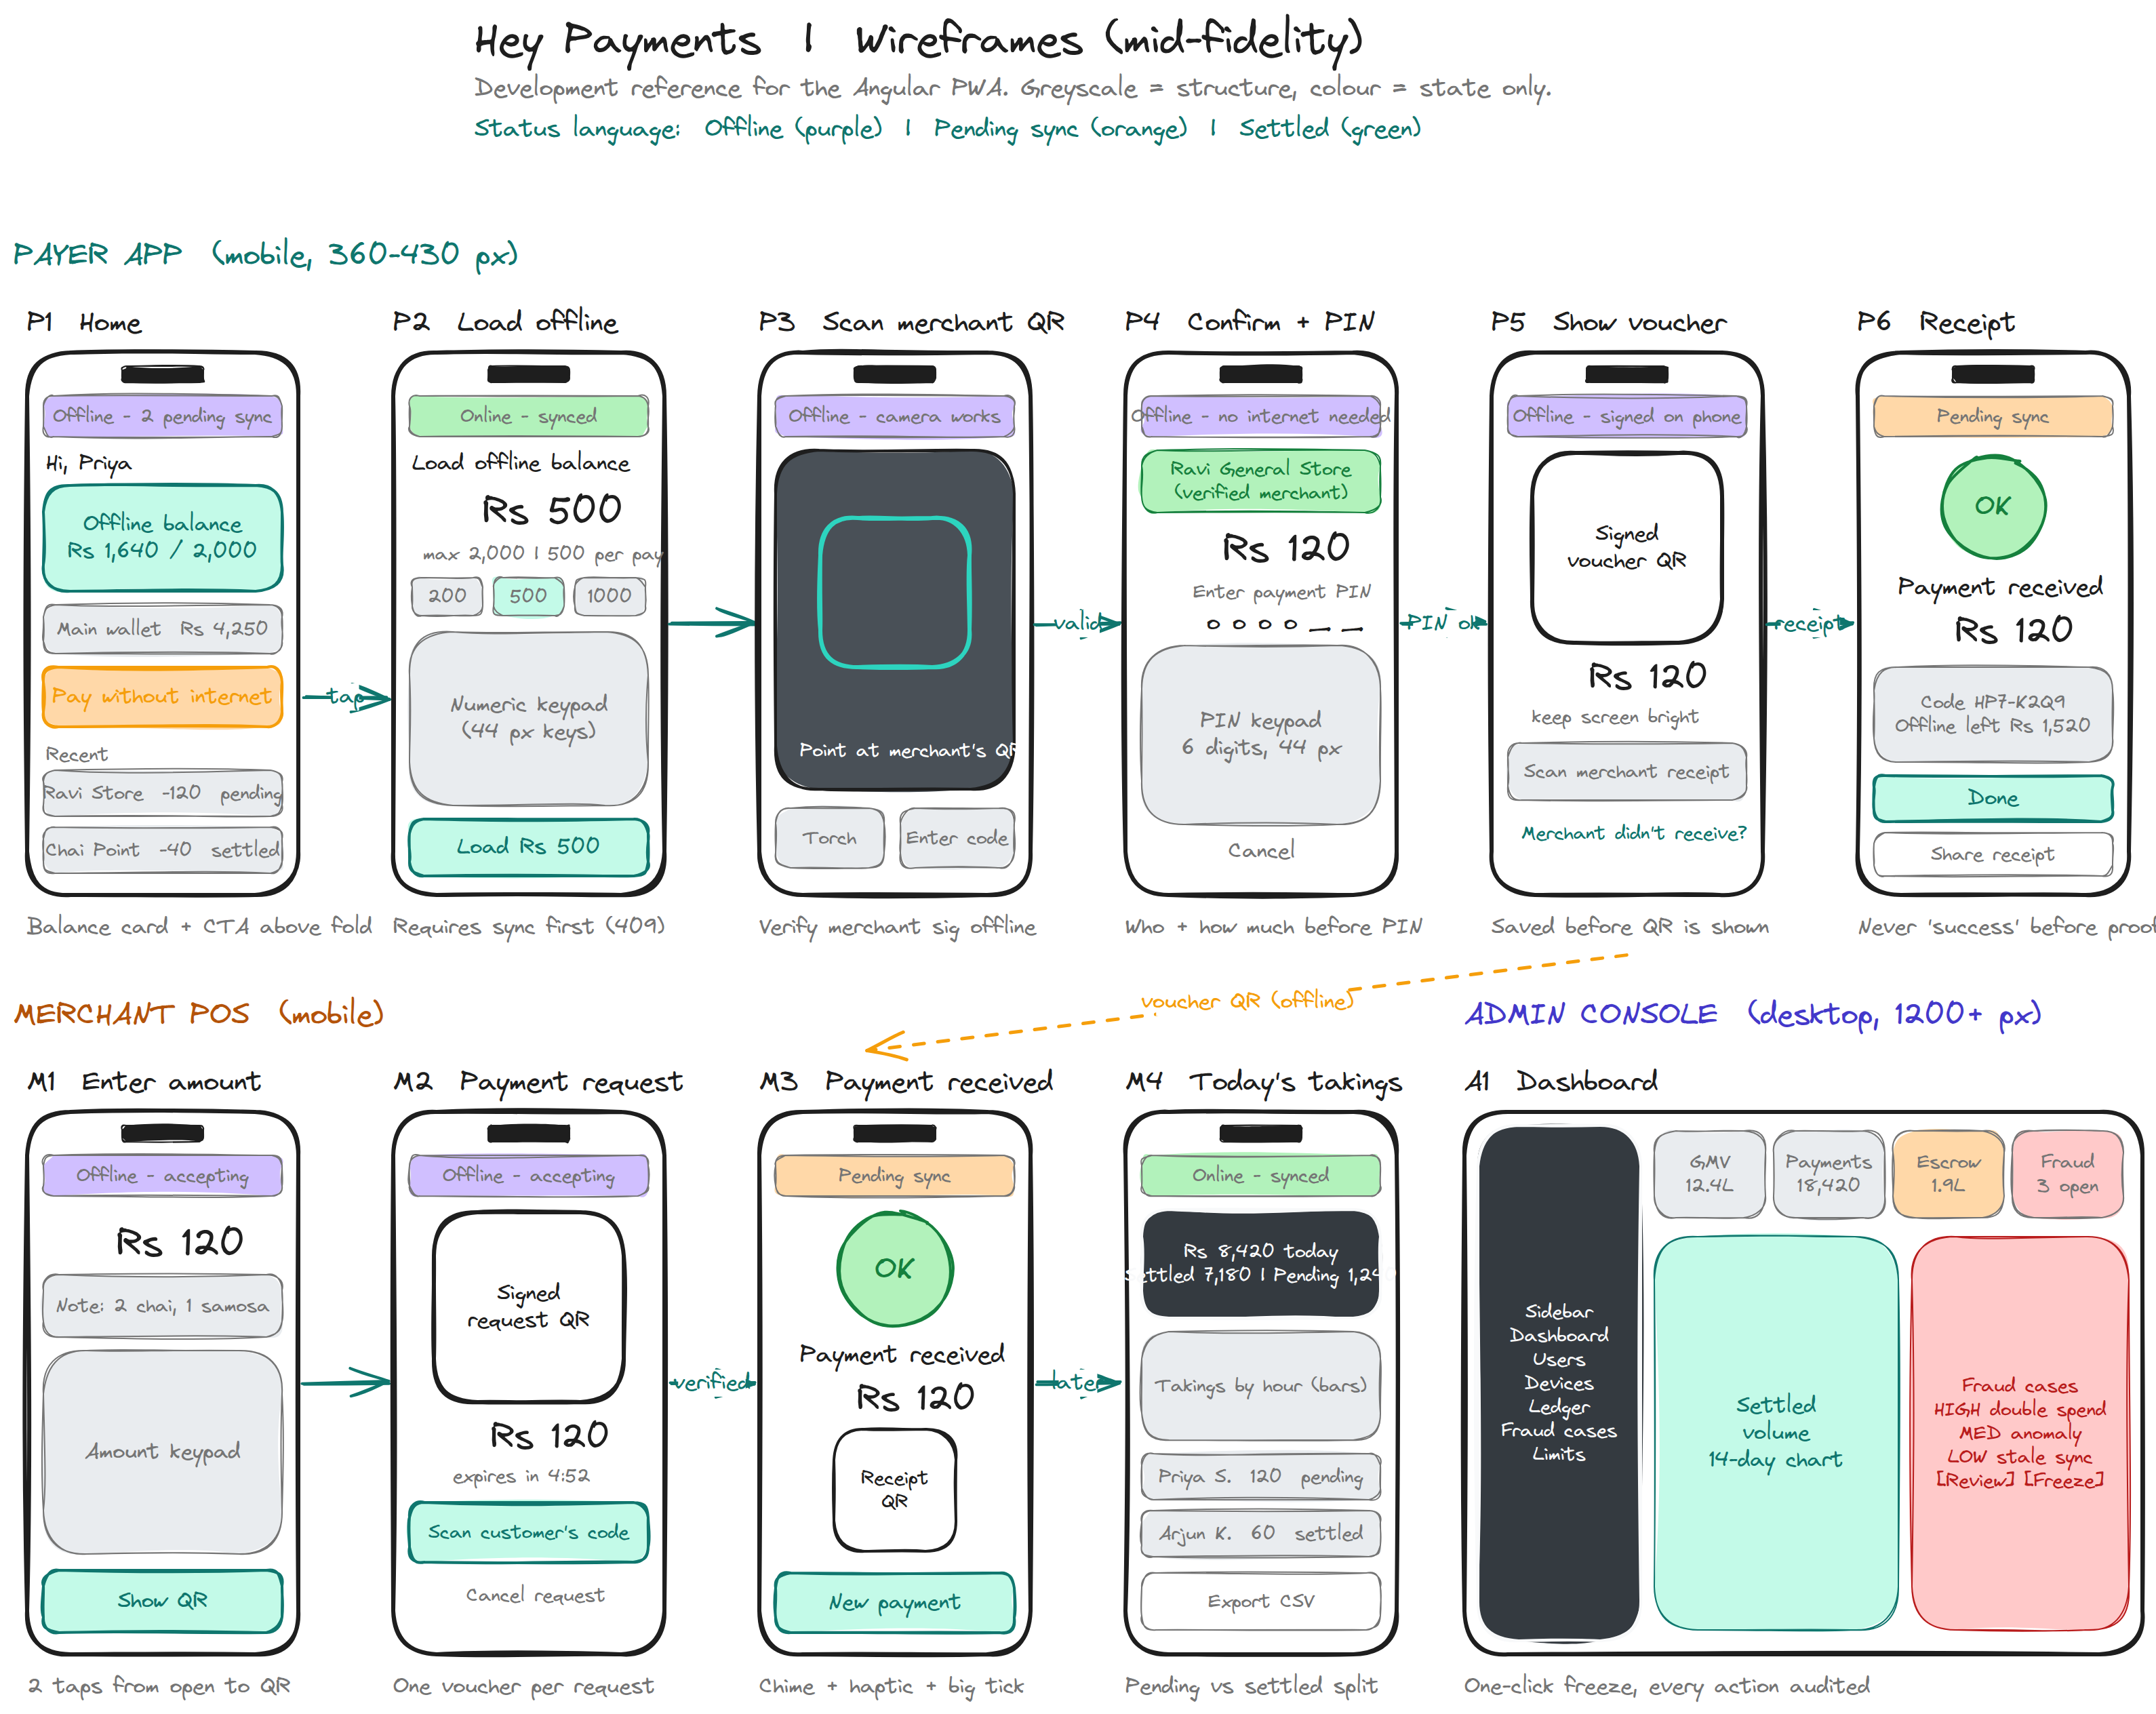 Hey Payments | Wireframes (mid-fidelity)
Development reference for the Angular PWA. Greyscale = structure, colour = state only.
Status language: Offline (purple) | Pending sync (orange) | Settled (green)
PAYER APP (mobile, 360-430 px)
P1 Home
Offline - 2 pending sync
Hi, Priya
Offline balance
Rs 1,640 / 2,000
Main wallet Rs 4,250
Pay without internet
Recent
Ravi Store -120 pending
Chai Point -40 settled
Balance card + CTA above fold
tap
P2 Load offline
Online - synced
Load offline balance
Rs 500
max 2,000 | 500 per pay
200
500
1000
Numeric keypad
(44 px keys)
Load Rs 500
Requires sync first (409)
P3 Scan merchant QR
Offline - camera works
Point at merchant's QR
Torch
Enter code
Verify merchant sig offline
valid
P4 Confirm + PIN
Offline - no internet needed
Ravi General Store
(verified merchant)
Rs 120
Enter payment PIN
o o o o _ _
PIN keypad
6 digits, 44 px
Cancel
Who + how much before PIN
PIN ok
P5 Show voucher
Offline - signed on phone
Signed
voucher QR
Rs 120
keep screen bright
Scan merchant receipt
Merchant didn't receive?
Saved before QR is shown
receipt
P6 Receipt
Pending sync
OK
Payment received
Rs 120
Code HP7-K2Q9
Offline left Rs 1,520
Done
Share receipt
Never 'success' before proof
voucher QR (offline)
MERCHANT POS (mobile)
M1 Enter amount
Offline - accepting
Rs 120
Note: 2 chai, 1 samosa
Amount keypad
Show QR
2 taps from open to QR
M2 Payment request
Offline - accepting
Signed
request QR
Rs 120
expires in 4:52
Scan customer's code
Cancel request
One voucher per request
verified
M3 Payment received
Pending sync
OK
Payment received
Rs 120
Receipt
QR
New payment
Chime + haptic + big tick
later
M4 Today's takings
Online - synced
Rs 8,420 today
Settled 7,180 | Pending 1,24
Takings by hour (bars)
Priya S. 120 pending
Arjun K. 60 settled
Export CSV
Pending vs settled split
ADMIN CONSOLE (desktop, 1200+ px)
A1 Dashboard
Sidebar
Dashboard
Users
Devices
Ledger
Fraud cases
Limits
GMV
12.4L
Payments
18,420
Escrow
1.9L
Fraud
3 open
Settled
volume
14-day chart
Fraud cases
HIGH double spend
MED anomaly
LOW stale sync
[Review] [Freeze]
One-click freeze, every action audited